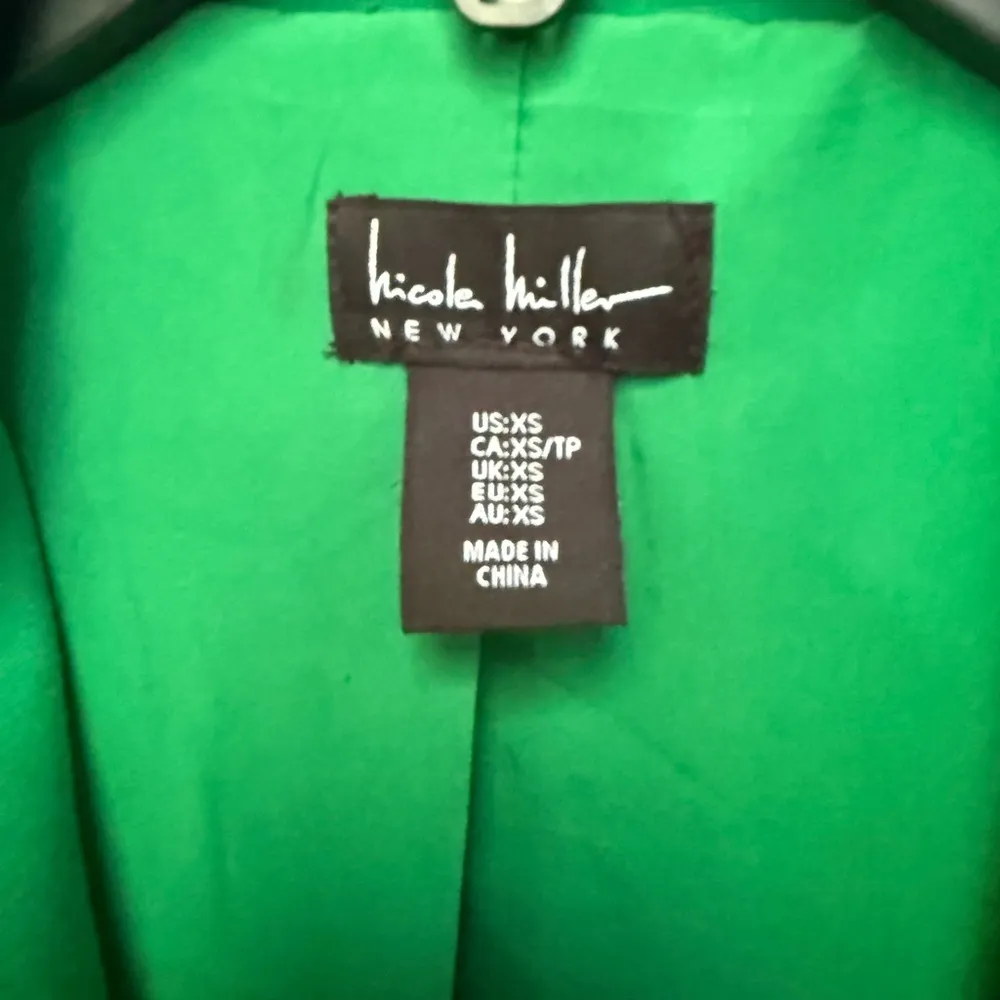 Nicole Miller
NEW YORK
US:XS
CA:XS/TP
UK:XS
EU:XS
AU:XS
MADE IN
CHINA